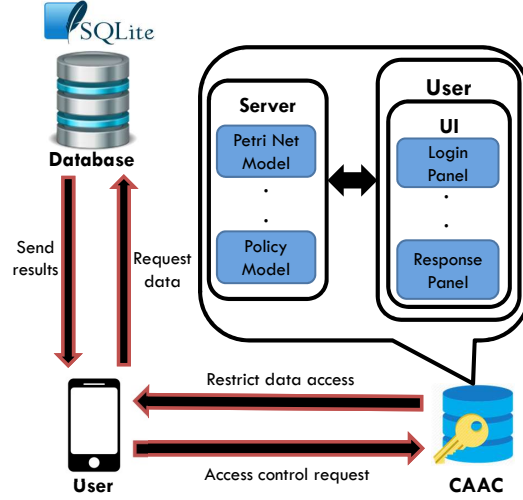 SQLite
Database
Send
results
Request
data
Server
Petri Net
Model
.
.
Policy
Model
User
UI
Login
Panel
.
.
Response
Panel
Restrict data access
Access control request
User
CAAC